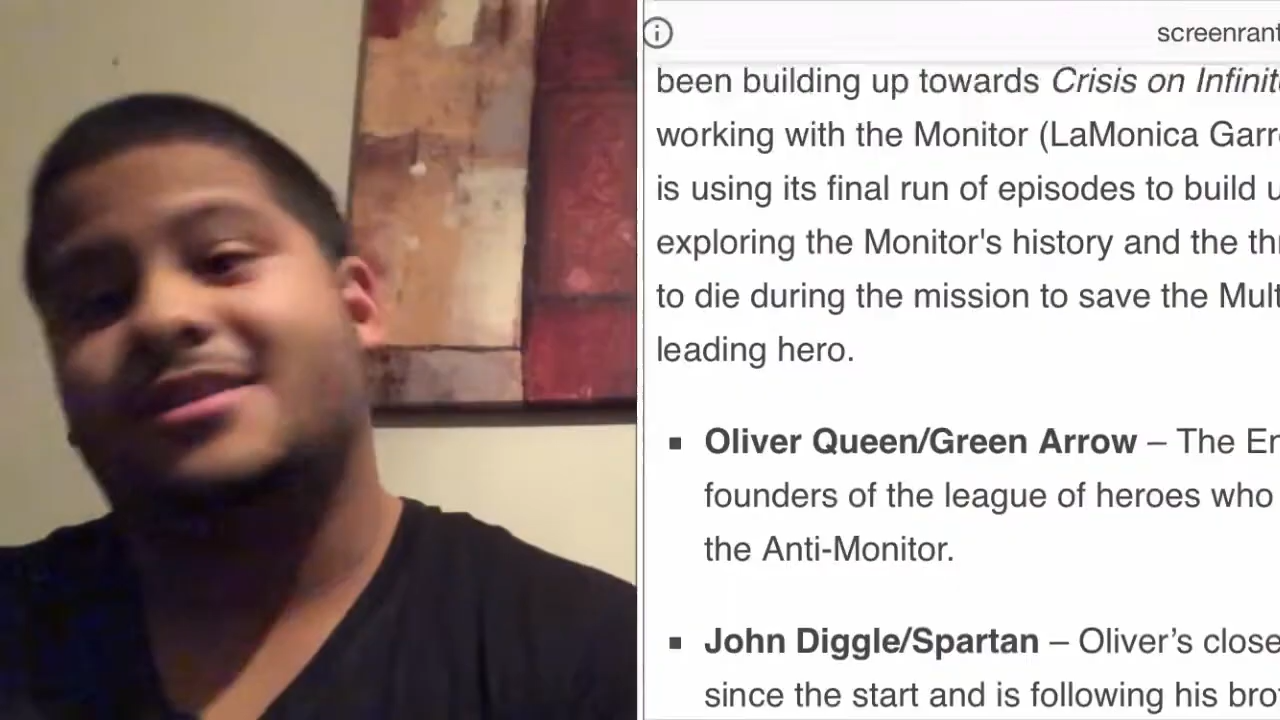 screenrant
been building up towards Crisis on Infinit
working with the Monitor (LaMonica Garr
is using its final run of episodes to build u
exploring the Monitor's history and the thr
to die during the mission to save the Mult
leading hero.
▪ Oliver Queen/Green Arrow – The Em
founders of the league of heroes who
the Anti-Monitor.
▪ John Diggle/Spartan – Oliver’s close
since the start and is following his brot